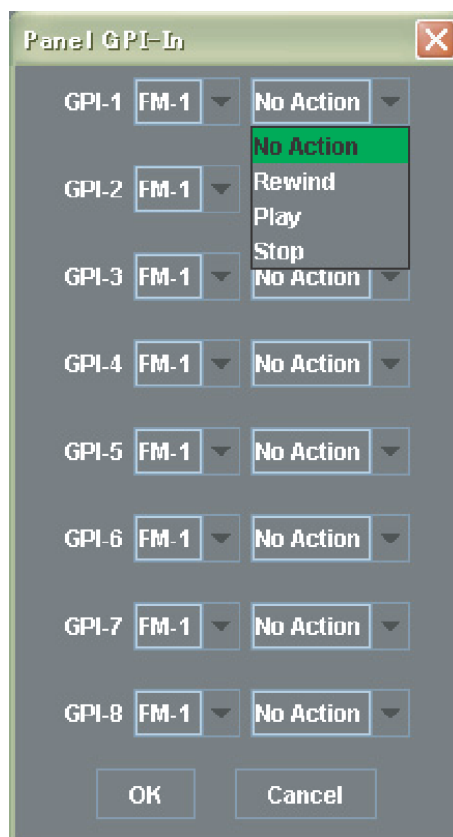 Panel GPI-In
GPI-1 FM-1 No Action
No Action
Rewind
GPI-2 FM-1
Play
Stop
GPI-3 FM-1 No Action
GPI-4 FM-1 No Action
GPI-5 FM-1 No Action
GPI-6 FM-1 No Action
GPI-7 FM-1 No Action
GPI-8 FM-1 No Action
OK Cancel